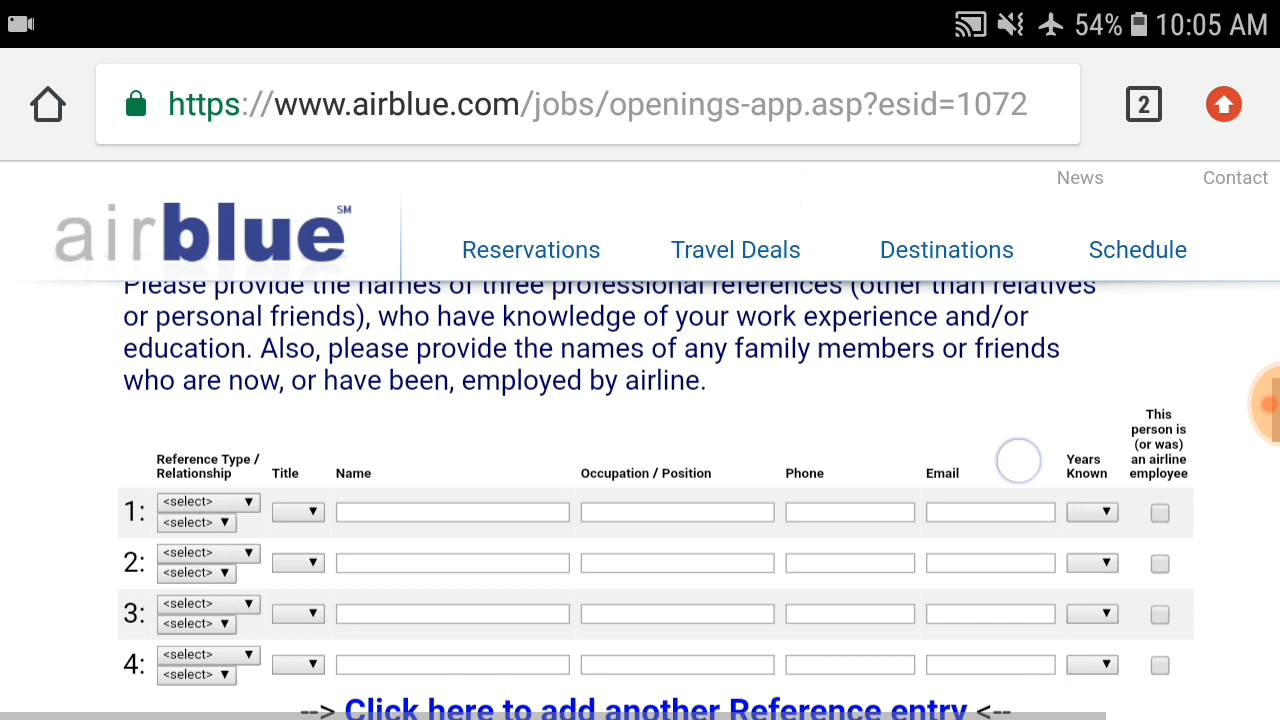 54% 10:05 AM
https://www.airblue.com/jobs/openings-app.asp?esid=1072
2
News Contact
airblue SM
Reservations Travel Deals Destinations Schedule
Please provide the names of three professional references (other than relatives
or personal friends), who have knowledge of your work experience and/or
education. Also, please provide the names of any family members or friends
who are now, or have been, employed by airline.
Reference Type /
Relationship
Title
Name
Occupation / Position
Phone
Email
Years
Known
This
person is
(or was)
an airline
employee
1: <select>
<select>
2: <select>
<select>
3: <select>
<select>
4: <select>
<select>
--> Click here to add another Reference entry <--